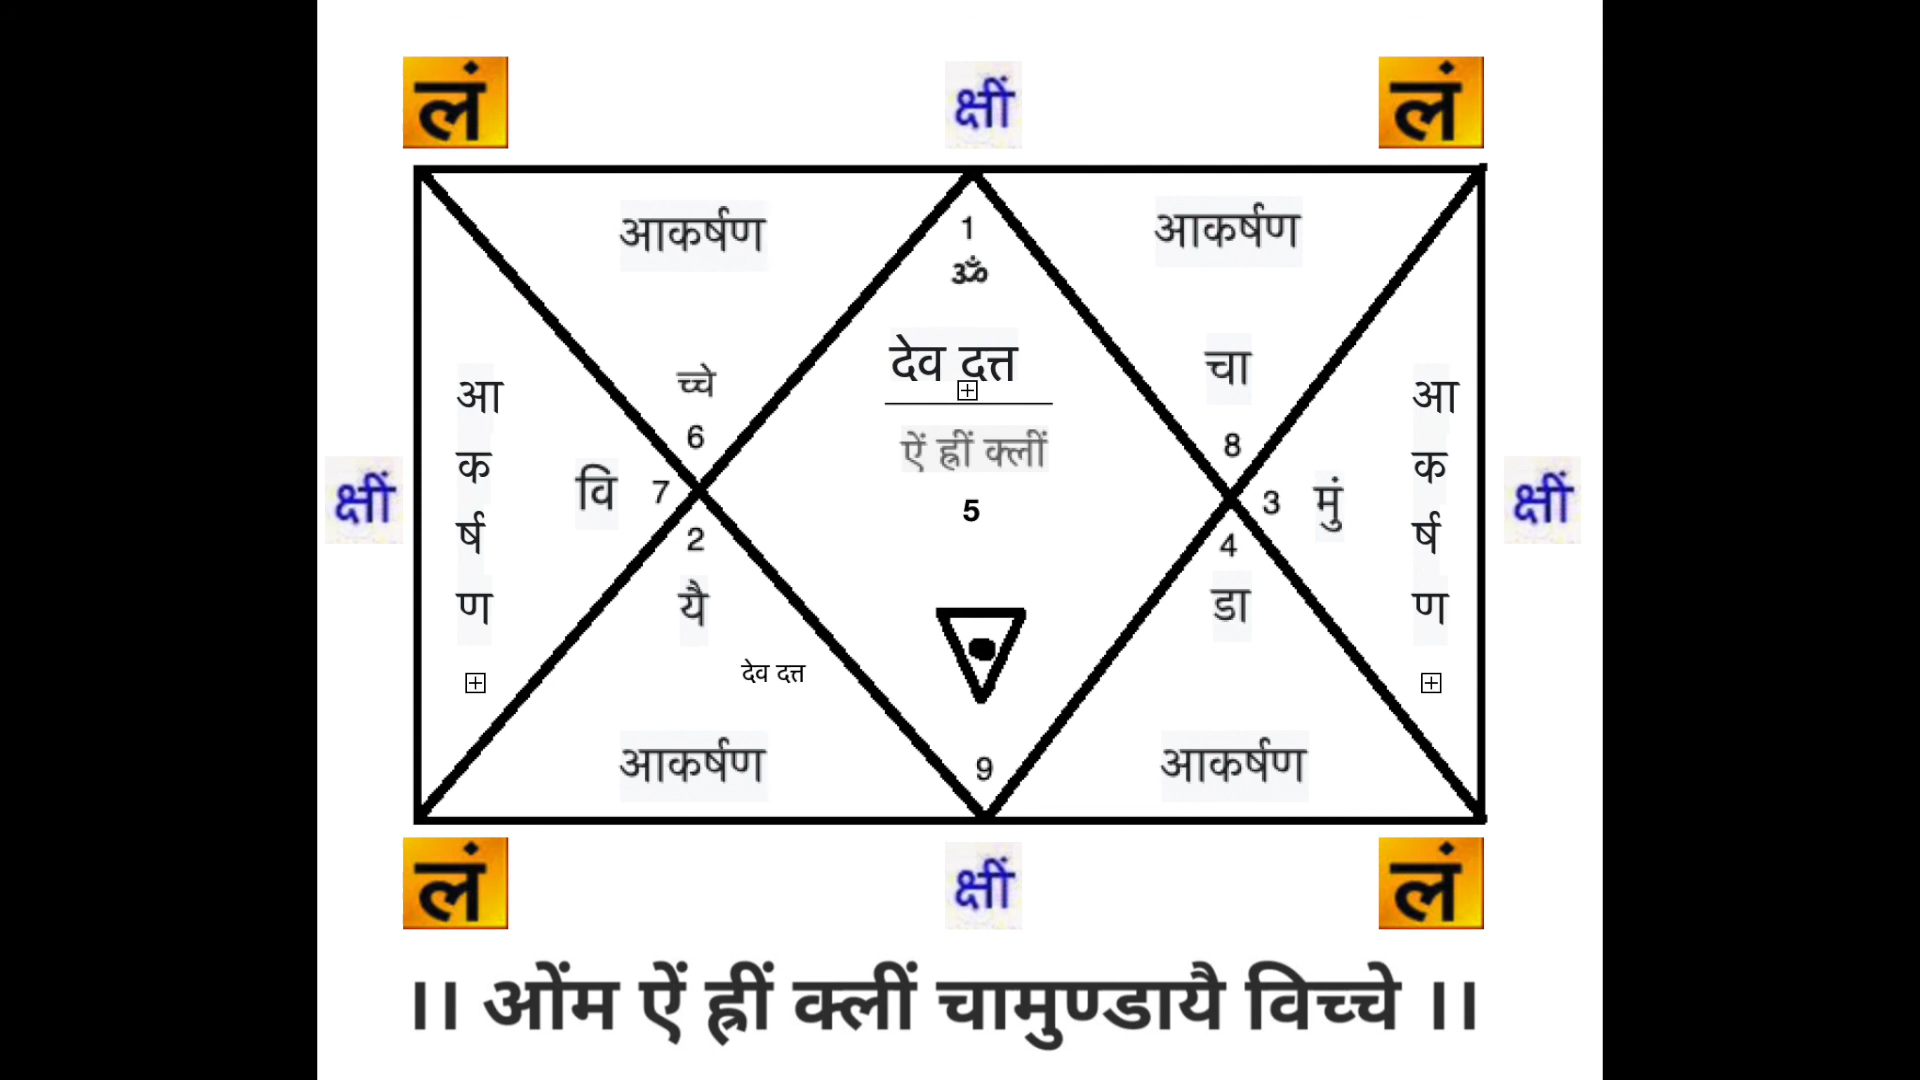 लं क्षीं लं
आकर्षण 1 आकर्षण
ॐ
देव दत्त
च्चे चा
आ आ
6 ऐं ह्रीं क्लीं 8
क क
क्षीं वि 7 5 3 मुं क्षीं
र्ष 2 4 र्ष
ण यै डा ण
देव दत्त
आकर्षण 9 आकर्षण
लं क्षीं लं
।। ओंम ऐं ह्रीं क्लीं चामुण्डायै विच्चे ।।